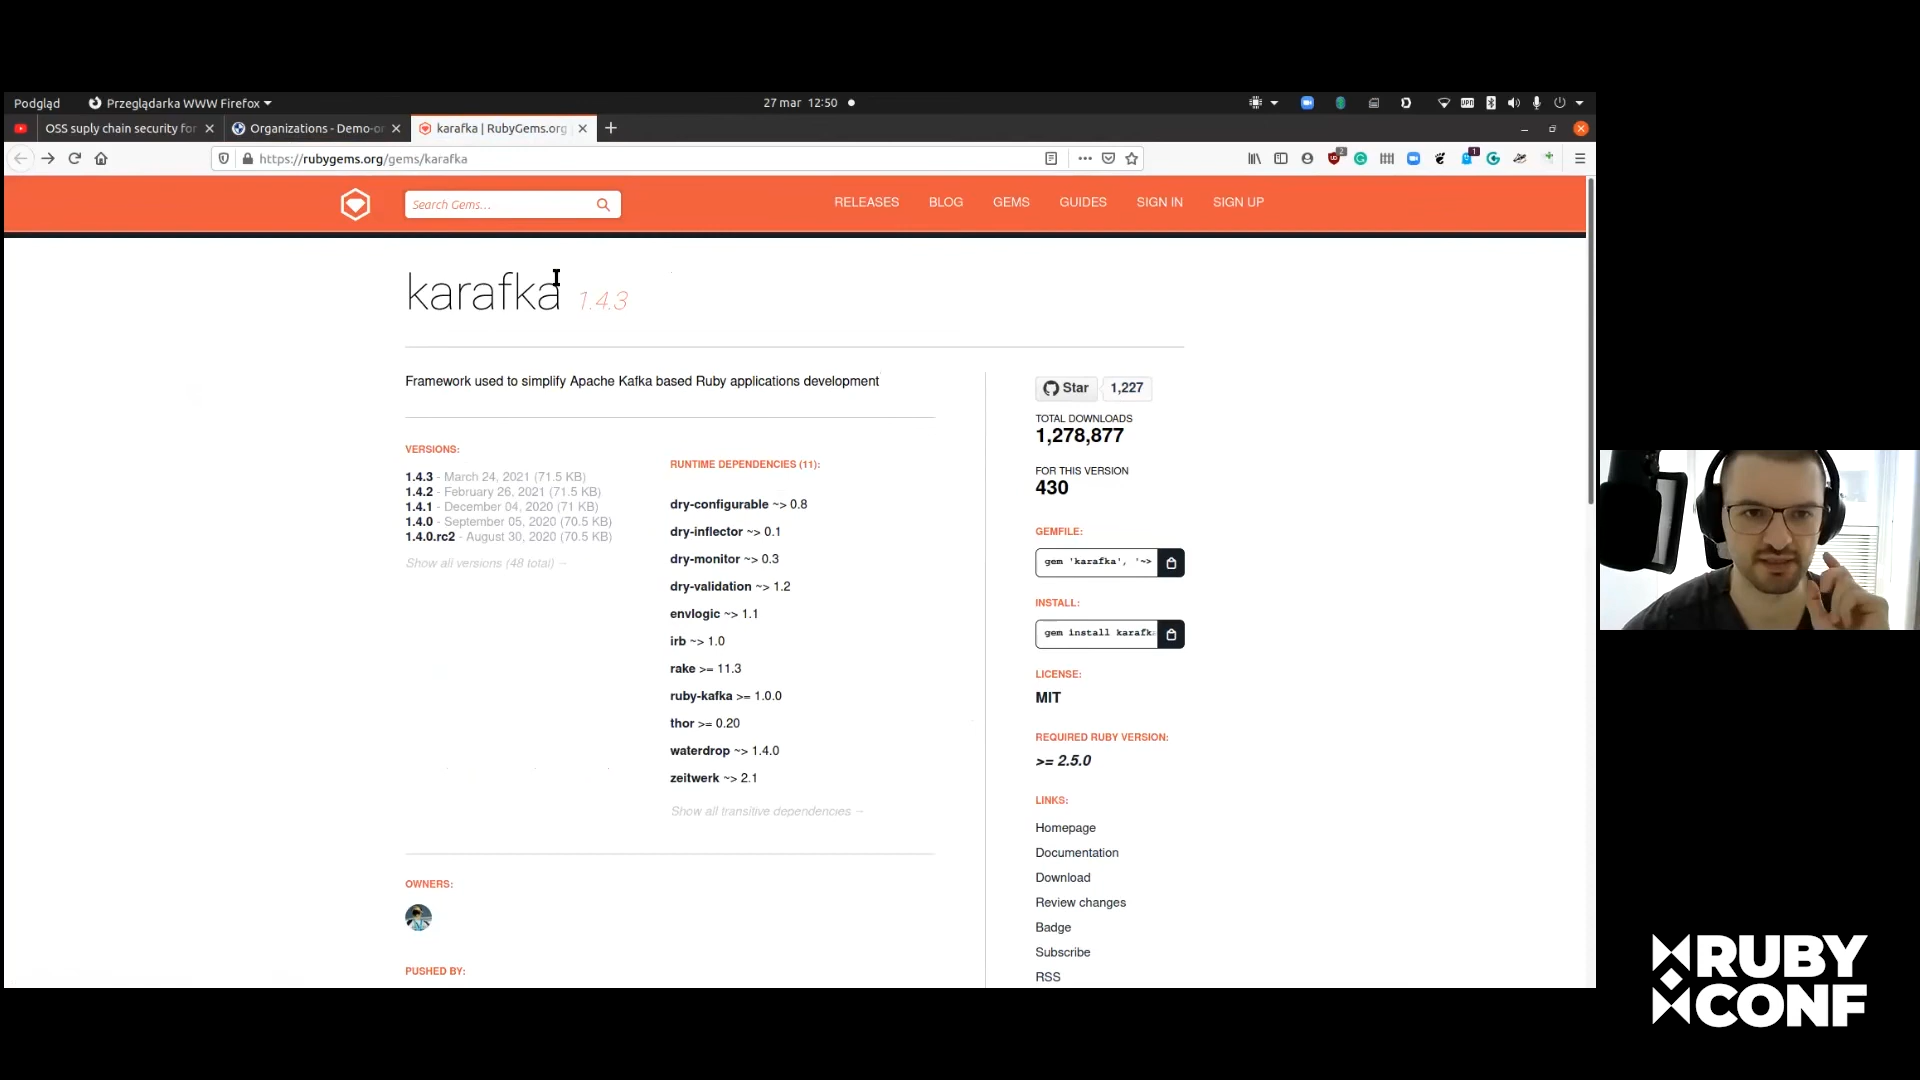 Podgląd
Przeglądarka WWW Firefox
27 mar 12:50
OSS suply chain security for
Organizations - Demo-or
karafka | RubyGems.org
https://rubygems.org/gems/karafka
Search Gems…
RELEASES
BLOG
GEMS
GUIDES
SIGN IN
SIGN UP
karafka 1.4.3
Framework used to simplify Apache Kafka based Ruby applications development
VERSIONS:
1.4.3 - March 24, 2021 (71.5 KB)
1.4.2 - February 26, 2021 (71.5 KB)
1.4.1 - December 04, 2020 (71 KB)
1.4.0 - September 05, 2020 (70.5 KB)
1.4.0.rc2 - August 30, 2020 (70.5 KB)
Show all versions (48 total) →
RUNTIME DEPENDENCIES (11):
dry-configurable ~> 0.8
dry-inflector ~> 0.1
dry-monitor ~> 0.3
dry-validation ~> 1.2
envlogic ~> 1.1
irb ~> 1.0
rake >= 11.3
ruby-kafka >= 1.0.0
thor >= 0.20
waterdrop ~> 1.4.0
zeitwerk ~> 2.1
Show all transitive dependencies →
OWNERS:
PUSHED BY:
Star 1,227
TOTAL DOWNLOADS
1,278,877
FOR THIS VERSION
430
GEMFILE:
gem 'karafka', '~>
INSTALL:
gem install karafk
LICENSE:
MIT
REQUIRED RUBY VERSION:
>= 2.5.0
LINKS:
Homepage
Documentation
Download
Review changes
Badge
Subscribe
RSS
RUBY
CONF